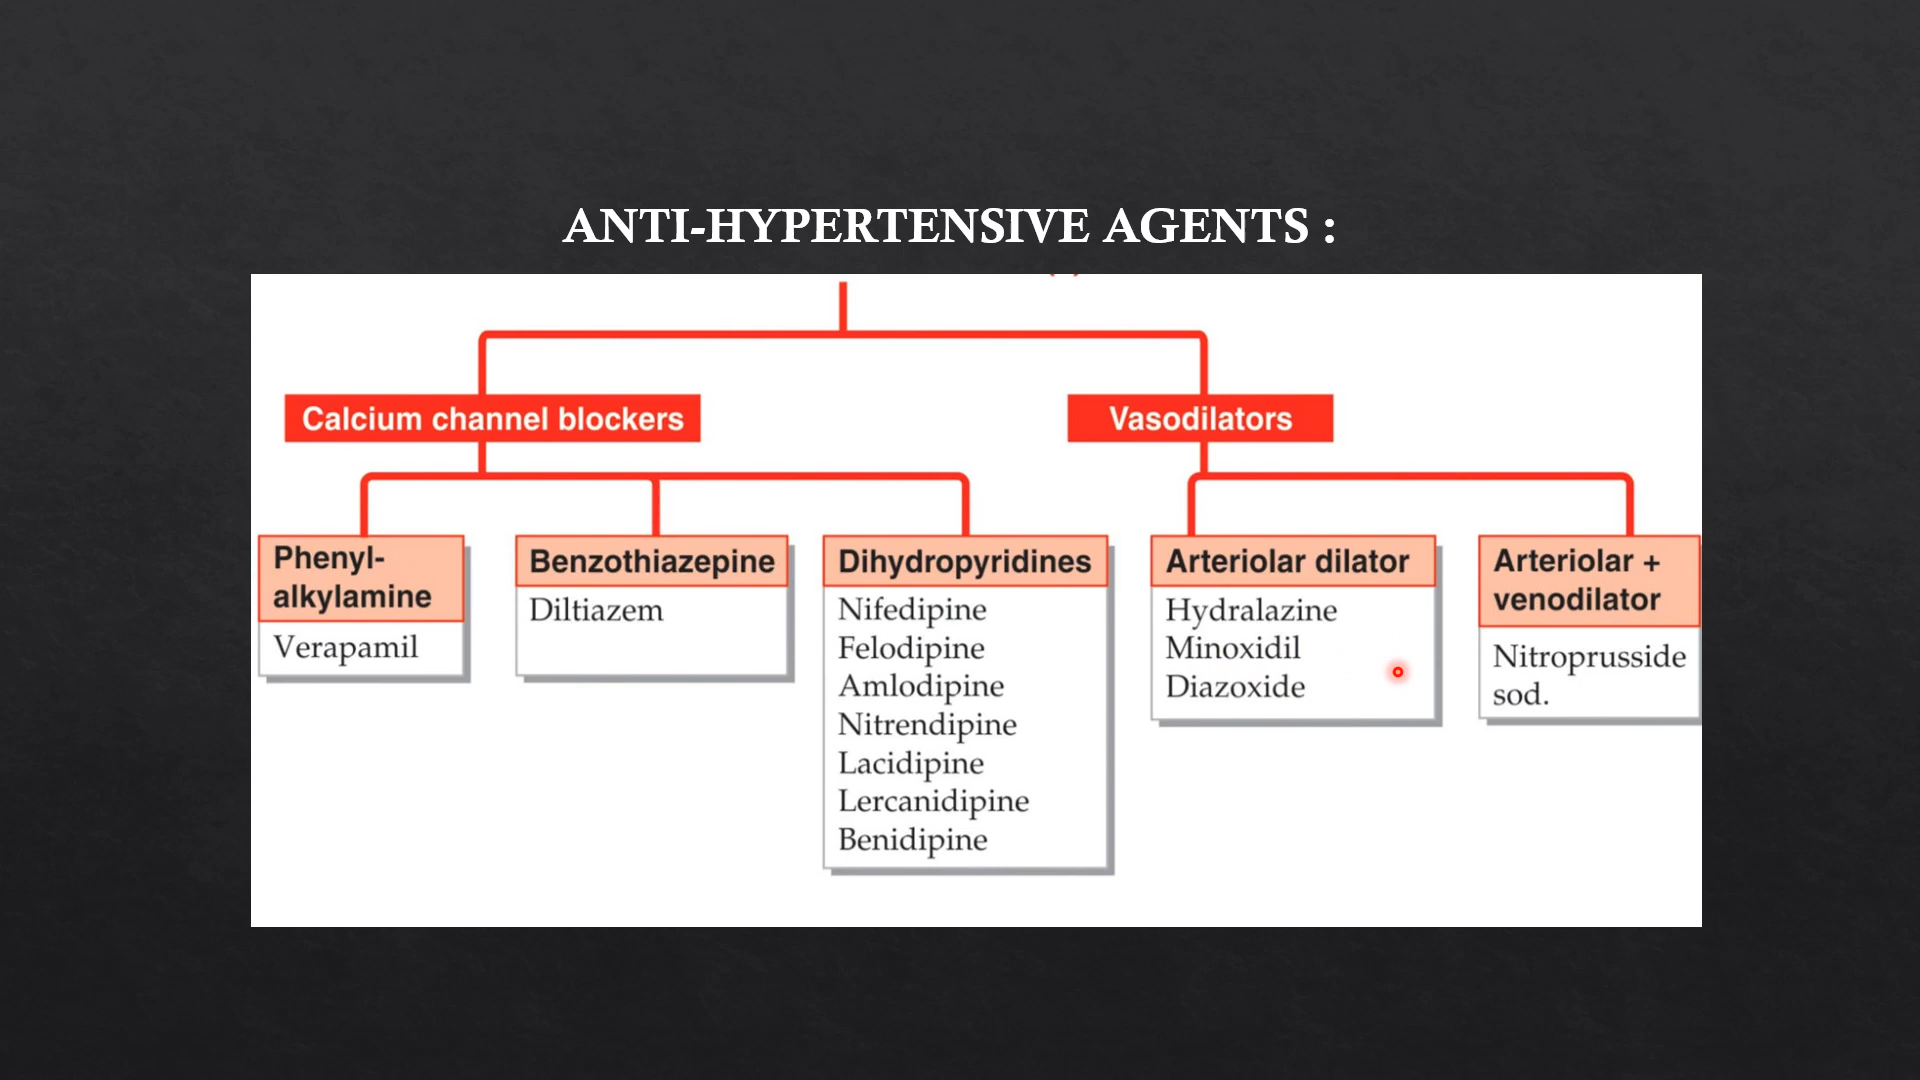 ANTI-HYPERTENSIVE AGENTS :
Calcium channel blockers
Vasodilators
Phenyl-
alkylamine
Verapamil
Benzothiazepine
Diltiazem
Dihydropyridines
Nifedipine
Felodipine
Amlodipine
Nitrendipine
Lacidipine
Lercanidipine
Benidipine
Arteriolar dilator
Hydralazine
Minoxidil
Diazoxide
Arteriolar +
venodilator
Nitroprusside
sod.